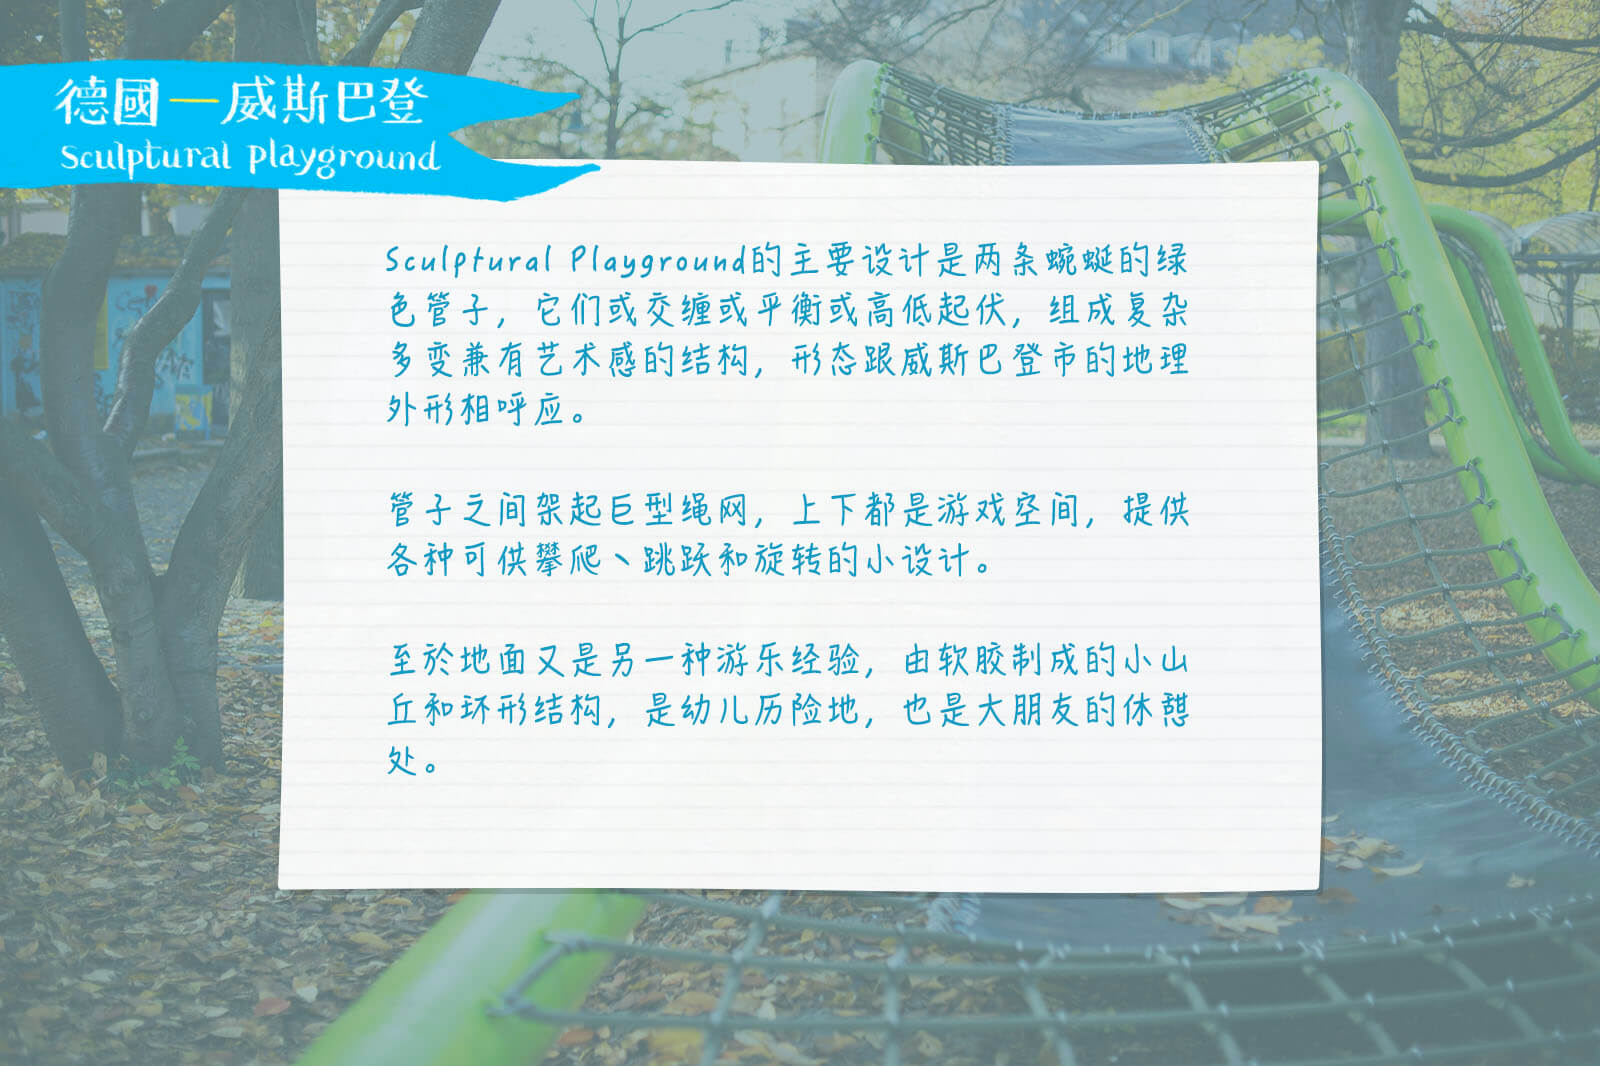 德國—威斯巴登
Sculptural playground
Sculptural Playground的主要设计是两条蜿蜒的绿
色管子，它们或交缠或平衡或高低起伏，组成复杂
多变兼有艺术感的结构，形态跟威斯巴登市的地理
外形相呼应。
管子之间架起巨型绳网，上下都是游戏空间，提供
各种可供攀爬丶跳跃和旋转的小设计。
至於地面又是另一种游乐经验，由软胶制成的小山
丘和环形结构，是幼儿历险地，也是大朋友的休憩
处。